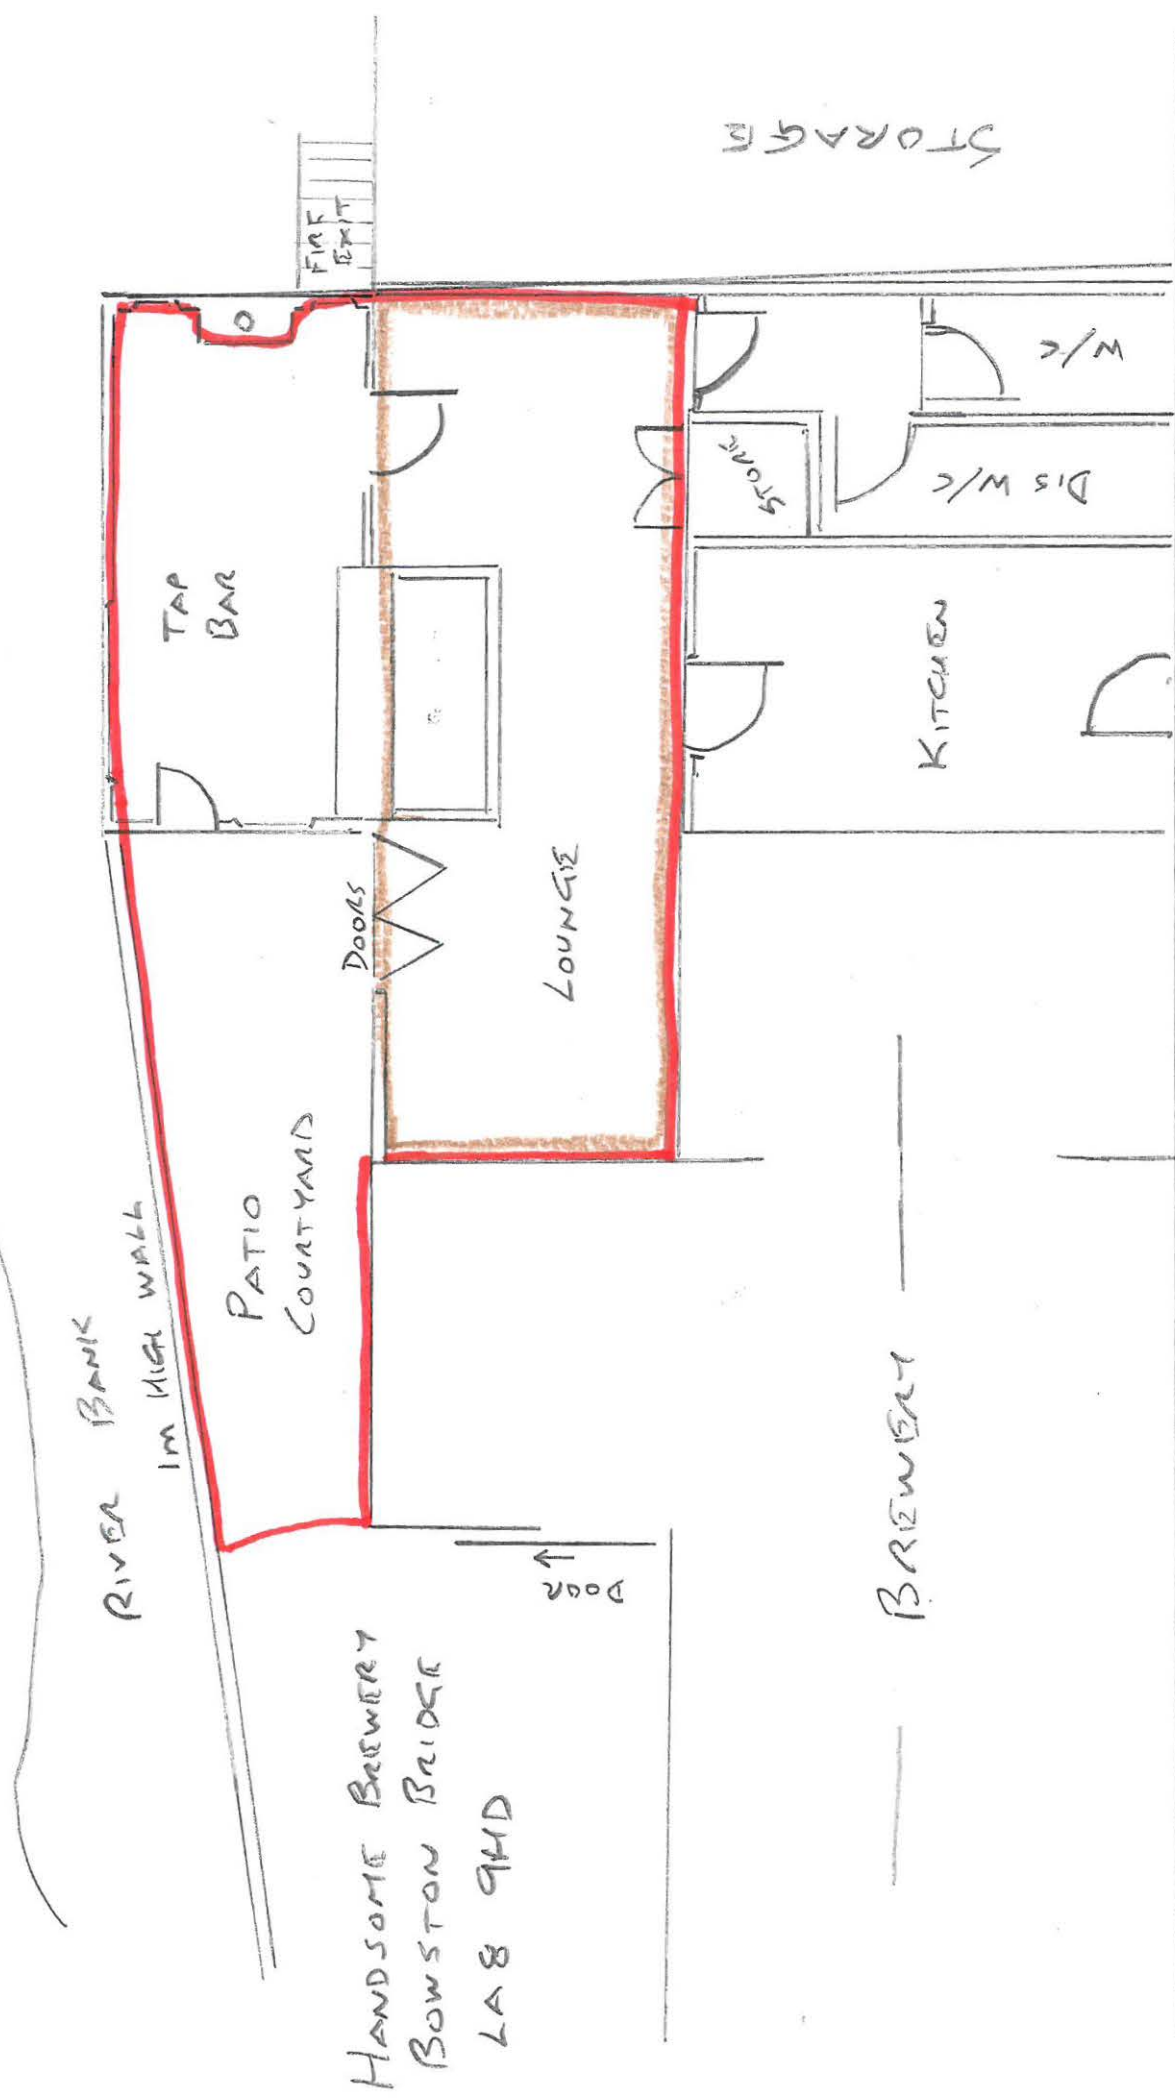 RIVER BANK
1M HIGH WALL
HANDSOME BREWERY
BOWSTON BRIDGE
LA8 9HD
PATIO
COURTYARD
DOORS
TAP
BAR
FIRE
EXIT
LOUNGE
DOOR
STORE
KITCHEN
DIS W/C
W/C
STORAGE
BREWERY